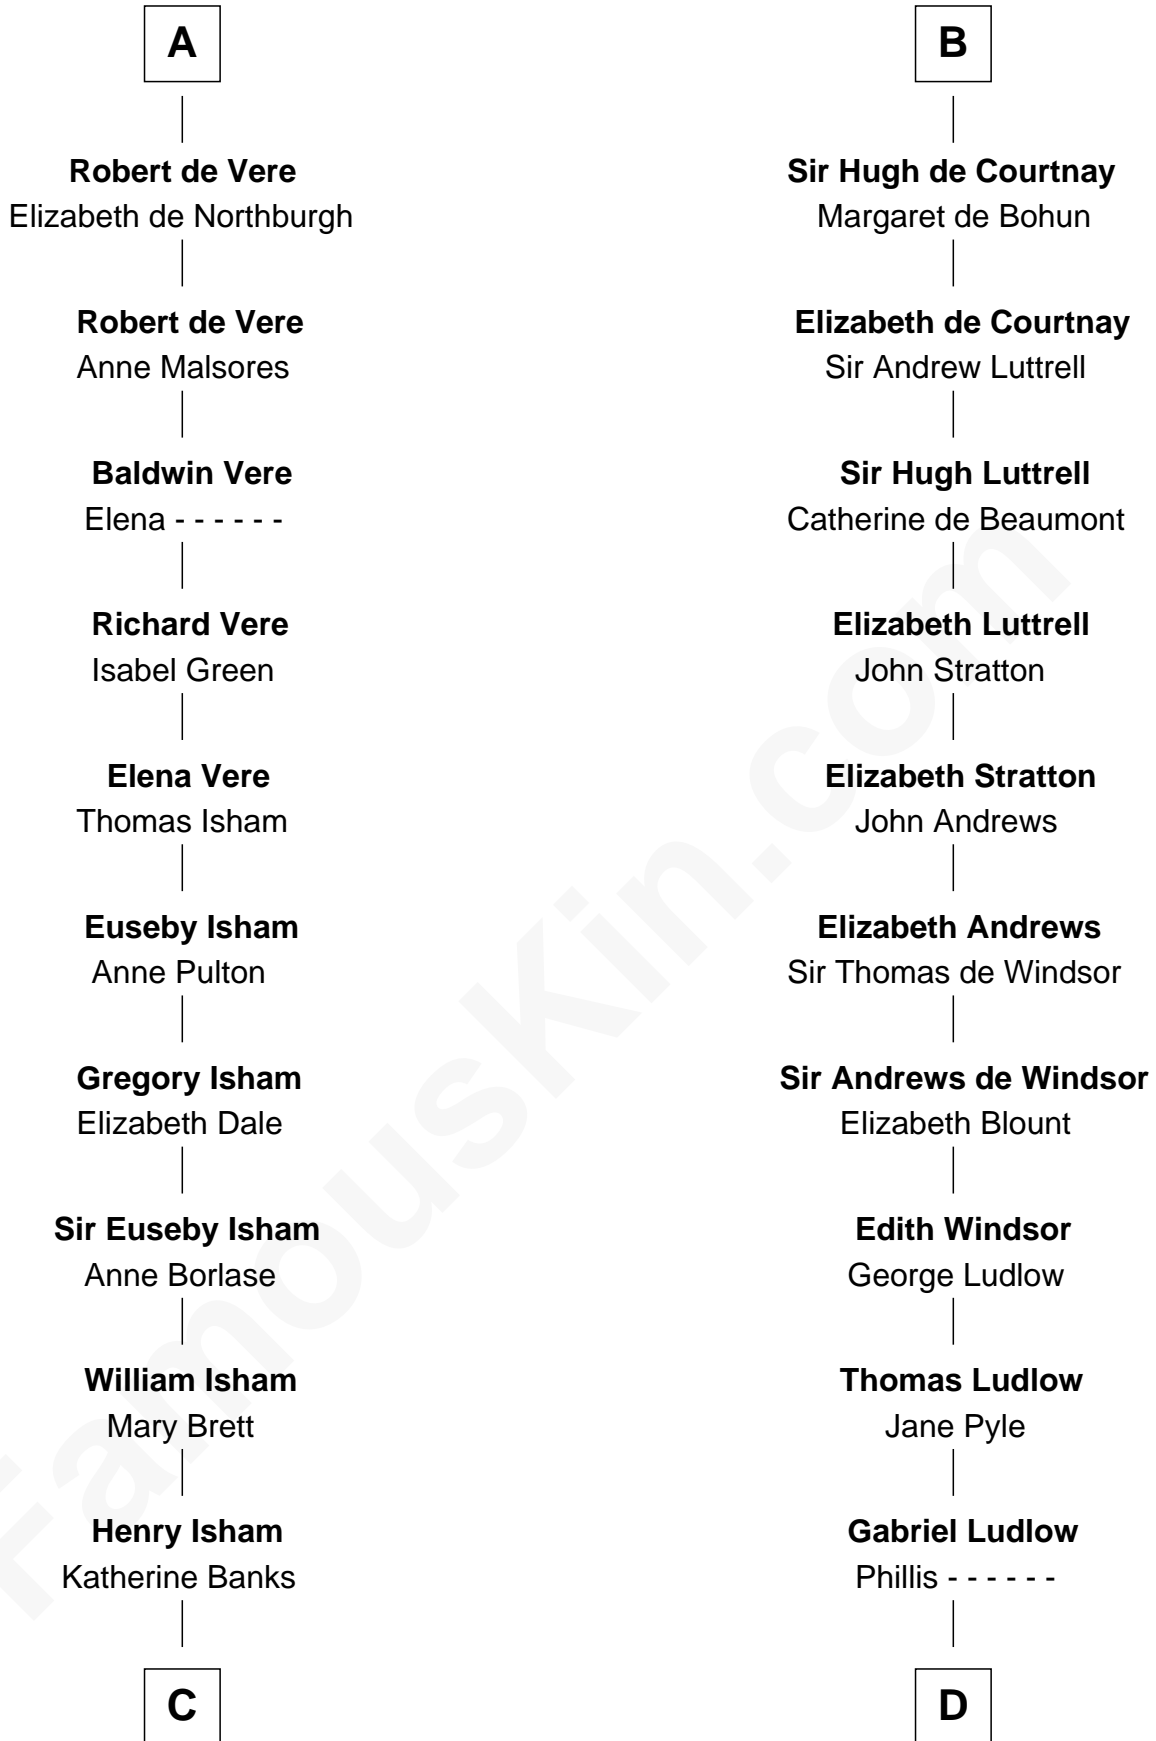 A
Robert de Vere
Elizabeth de Northburgh
Robert de Vere
Anne Malsores
Baldwin Vere
Elena - - - - - -
Richard Vere
Isabel Green
Elena Vere
Thomas Isham
Euseby Isham
Anne Pulton
Gregory Isham
Elizabeth Dale
Sir Euseby Isham
Anne Borlase
William Isham
Mary Brett
Henry Isham
Katherine Banks
C
B
Sir Hugh de Courtnay
Margaret de Bohun
Elizabeth de Courtnay
Sir Andrew Luttrell
Sir Hugh Luttrell
Catherine de Beaumont
Elizabeth Luttrell
John Stratton
Elizabeth Stratton
John Andrews
Elizabeth Andrews
Sir Thomas de Windsor
Sir Andrews de Windsor
Elizabeth Blount
Edith Windsor
George Ludlow
Thomas Ludlow
Jane Pyle
Gabriel Ludlow
Phillis - - - - - -
D
FamousKin.com